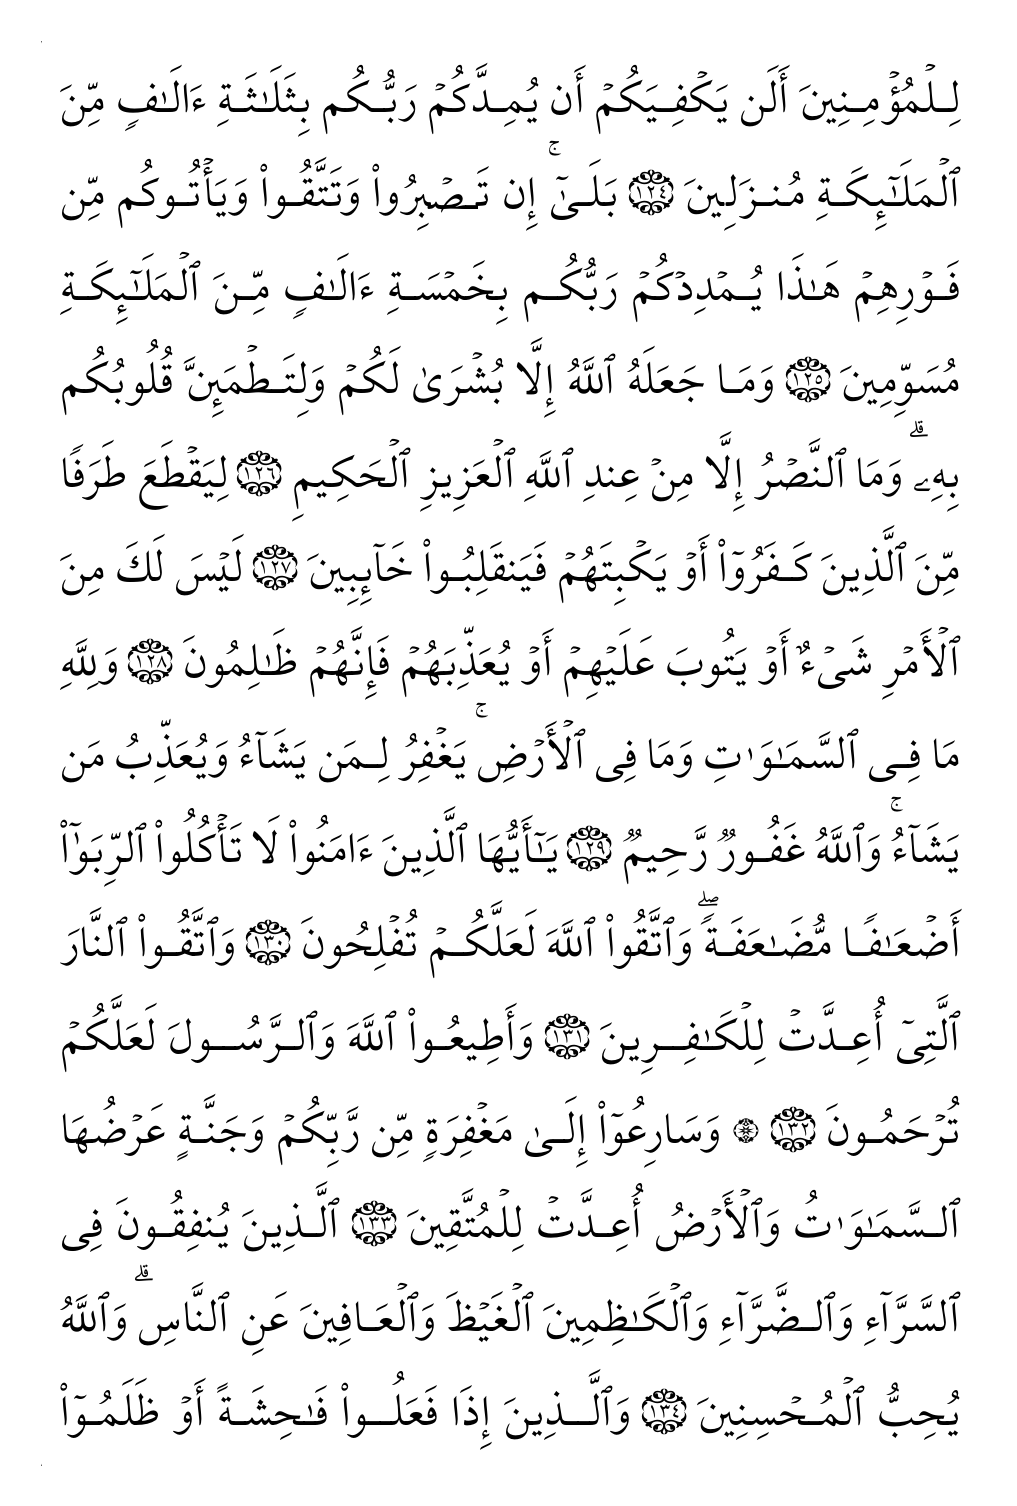 لِلۡمُؤۡمِنِينَ أَلَن يَكۡفِيَكُمۡ أَن يُمِدَّكُمۡ رَبُّكُم بِثَلَٰثَةِ ءَالَٰفٖ مِّنَ
ٱلۡمَلَٰٓئِكَةِ مُنزَلِينَ ١٢٤ بَلَىٰٓۚ إِن تَصۡبِرُواْ وَتَتَّقُواْ وَيَأۡتُوكُم مِّن
فَوۡرِهِمۡ هَٰذَا يُمۡدِدۡكُمۡ رَبُّكُم بِخَمۡسَةِ ءَالَٰفٖ مِّنَ ٱلۡمَلَٰٓئِكَةِ
مُسَوِّمِينَ ١٢٥ وَمَا جَعَلَهُ ٱللَّهُ إِلَّا بُشۡرَىٰ لَكُمۡ وَلِتَطۡمَئِنَّ قُلُوبُكُم
بِهِۦۗ وَمَا ٱلنَّصۡرُ إِلَّا مِنۡ عِندِ ٱللَّهِ ٱلۡعَزِيزِ ٱلۡحَكِيمِ ١٢٦ لِيَقۡطَعَ طَرَفٗا
مِّنَ ٱلَّذِينَ كَفَرُوٓاْ أَوۡ يَكۡبِتَهُمۡ فَيَنقَلِبُواْ خَآئِبِينَ ١٢٧ لَيۡسَ لَكَ مِنَ
ٱلۡأَمۡرِ شَيۡءٌ أَوۡ يَتُوبَ عَلَيۡهِمۡ أَوۡ يُعَذِّبَهُمۡ فَإِنَّهُمۡ ظَٰلِمُونَ ١٢٨ وَلِلَّهِ
مَا فِي ٱلسَّمَٰوَٰتِ وَمَا فِي ٱلۡأَرۡضِۚ يَغۡفِرُ لِمَن يَشَآءُ وَيُعَذِّبُ مَن
يَشَآءُۚ وَٱللَّهُ غَفُورٞ رَّحِيمٞ ١٢٩ يَٰٓأَيُّهَا ٱلَّذِينَ ءَامَنُواْ لَا تَأۡكُلُواْ ٱلرِّبَوٰٓاْ
أَضۡعَٰفٗا مُّضَٰعَفَةٗۖ وَٱتَّقُواْ ٱللَّهَ لَعَلَّكُمۡ تُفۡلِحُونَ ١٣٠ وَٱتَّقُواْ ٱلنَّارَ
ٱلَّتِيٓ أُعِدَّتۡ لِلۡكَٰفِرِينَ ١٣١ وَأَطِيعُواْ ٱللَّهَ وَٱلرَّسُولَ لَعَلَّكُمۡ
تُرۡحَمُونَ ١٣٢ ۞ وَسَارِعُوٓاْ إِلَىٰ مَغۡفِرَةٖ مِّن رَّبِّكُمۡ وَجَنَّةٍ عَرۡضُهَا
ٱلسَّمَٰوَٰتُ وَٱلۡأَرۡضُ أُعِدَّتۡ لِلۡمُتَّقِينَ ١٣٣ ٱلَّذِينَ يُنفِقُونَ فِي
ٱلسَّرَّآءِ وَٱلضَّرَّآءِ وَٱلۡكَٰظِمِينَ ٱلۡغَيۡظَ وَٱلۡعَافِينَ عَنِ ٱلنَّاسِۗ وَٱللَّهُ
يُحِبُّ ٱلۡمُحۡسِنِينَ ١٣٤ وَٱلَّذِينَ إِذَا فَعَلُواْ فَٰحِشَةً أَوۡ ظَلَمُوٓاْ